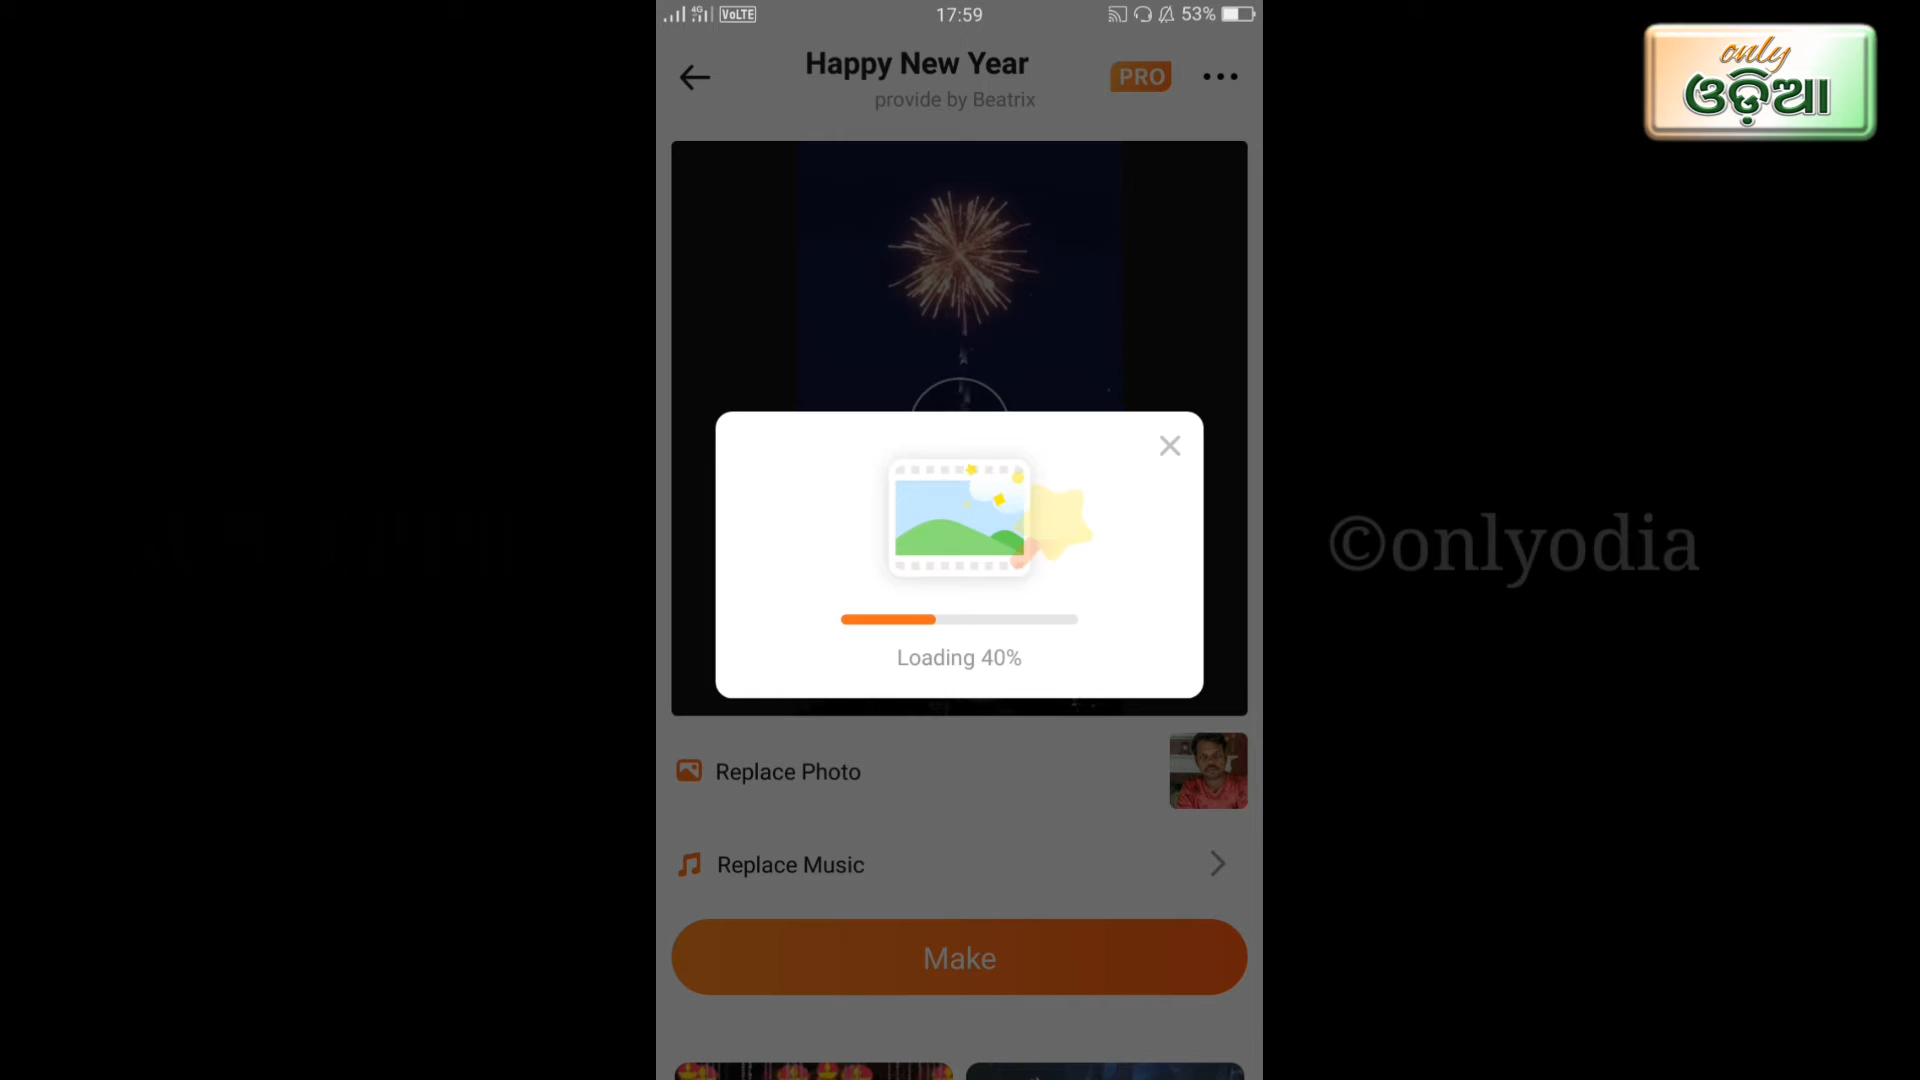 4G VoLTE 17:59 53%
Happy New Year
provide by Beatrix
PRO
only
ଓଡ଼ିଆ
©onlyodia
Loading 40%
Replace Photo
Replace Music
Make